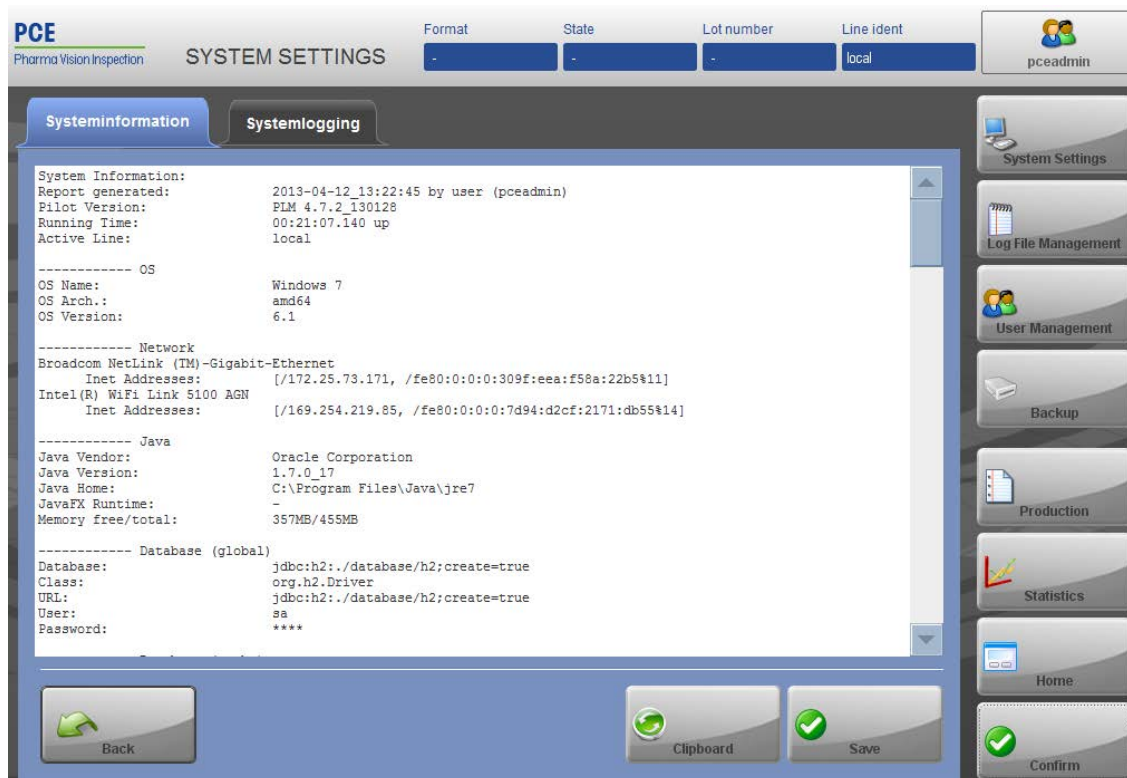 PCE
Pharma Vision Inspection
SYSTEM SETTINGS
Format
-
State
-
Lot number
-
Line ident
local
pceadmin
Systeminformation
Systemlogging
System Information:
Report generated: 2013-04-12_13:22:45 by user (pceadmin)
Pilot Version: PLM 4.7.2_130128
Running Time: 00:21:07.140 up
Active Line: local
------------ OS
OS Name: Windows 7
OS Arch.: amd64
OS Version: 6.1
------------ Network
Broadcom NetLink (TM)-Gigabit-Ethernet
Inet Addresses: [/172.25.73.171, /fe80:0:0:0:309f:eea:f58a:22b5%11]
Intel(R) WiFi Link 5100 AGN
Inet Addresses: [/169.254.219.85, /fe80:0:0:0:7d94:d2cf:2171:db55%14]
------------ Java
Java Vendor: Oracle Corporation
Java Version: 1.7.0_17
Java Home: C:\Program Files\Java\jre7
JavaFX Runtime: -
Memory free/total: 357MB/455MB
------------ Database (global)
Database: jdbc:h2:./database/h2;create=true
Class: org.h2.Driver
URL: jdbc:h2:./database/h2;create=true
User: sa
Password: ****
System Settings
Log File Management
User Management
Backup
Production
Statistics
Home
Confirm
Back
Clipboard
Save